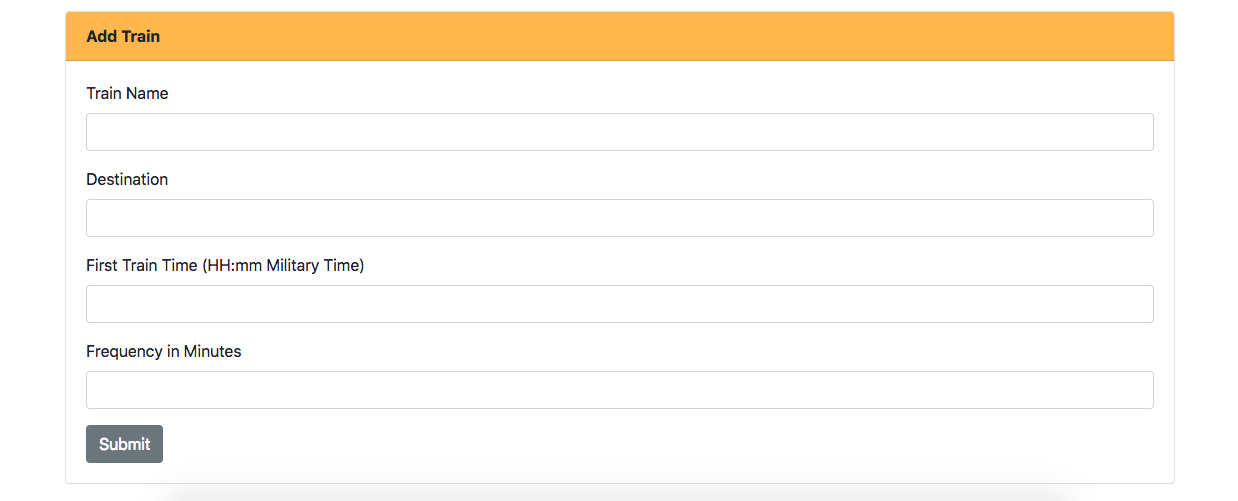 Add Train
Train Name
Destination
First Train Time (HH:mm Military Time)
Frequency in Minutes
Submit